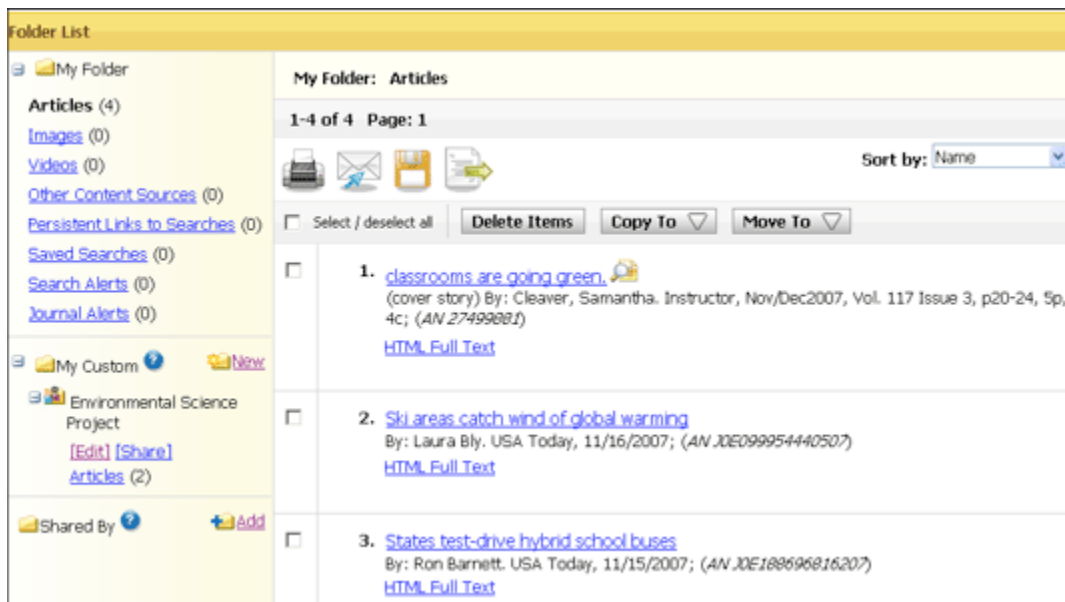 Folder List
My Folder
Articles (4)
Images (0)
Videos (0)
Other Content Sources (0)
Persistent Links to Searches (0)
Saved Searches (0)
Search Alerts (0)
Journal Alerts (0)
My Custom ? New
Environmental Science
Project
[Edit] [Share]
Articles (2)
Shared By ? Add
My Folder: Articles
1-4 of 4 Page: 1
Sort by: Name
Select / deselect all Delete Items Copy To Move To
1. classrooms are going green.
(cover story) By: Cleaver, Samantha. Instructor, Nov/Dec2007, Vol. 117 Issue 3, p20-24, 5p,
4c; (AN 27499881)
HTML Full Text
2. Ski areas catch wind of global warming
By: Laura Bly. USA Today, 11/16/2007; (AN J0E099954440507)
HTML Full Text
3. States test-drive hybrid school buses
By: Ron Barnett. USA Today, 11/15/2007; (AN J0E188696816207)
HTML Full Text